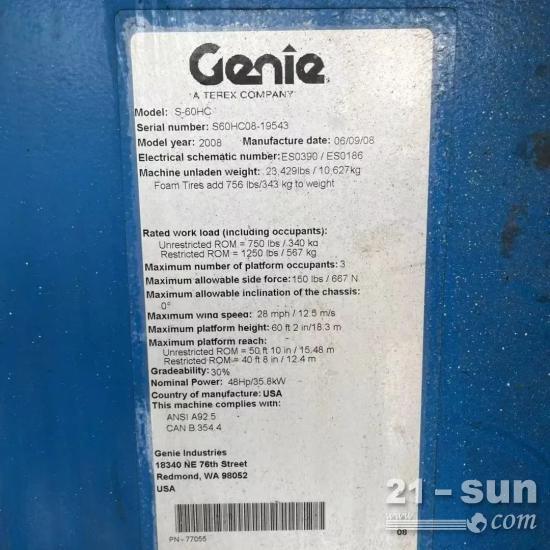 Genie
A TEREX COMPANY
Model: S-60HC
Serial number: S60HC08-19543
Model year: 2008 Manufacture date: 06/09/08
Electrical schematic number: ES0390 / ES0186
Machine unladen weight: 23,429lbs / 10,627kg
Foam Tires add 756 lbs/343 kg to weight
Rated work load (including occupants):
Unrestricted ROM = 750 lbs / 340 kg
Restricted ROM = 1250 lbs / 567 kg
Maximum number of platform occupants: 3
Maximum allowable side force: 150 lbs / 667 N
Maximum allowable inclination of the chassis:
0°
Maximum wind speed: 28 mph / 12.5 m/s
Maximum platform height: 60 ft 2 in/18.3 m
Maximum platform reach:
Unrestricted ROM = 50 ft 10 in / 15.48 m
Restricted ROM = 40 ft 8 in / 12.4 m
Gradeability: 30%
Nominal Power: 48Hp/35.8kW
Country of manufacture: USA
This machine complies with:
ANSI A92.5
CAN B 354.4
Genie Industries
18340 NE 76th Street
Redmond, WA 98052
USA
PN - 77055
08
21-sun
www.com